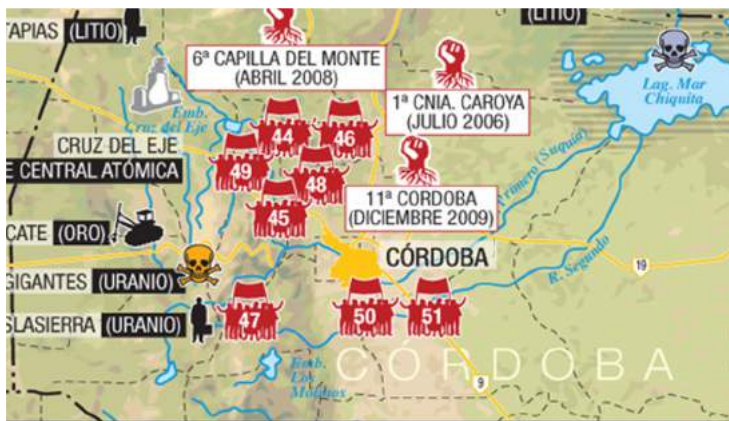 TAPIAS (LITIO)
(LITIO)
6ª CAPILLA DEL MONTE
(ABRIL 2008)
Lag. Mar
Chiquita
1ª CNIA. CAROYA
(JULIO 2006)
Emb.
Cruz del Eje
44
46
CRUZ DEL EJE
E CENTRAL ATÓMICA
49
48
45
11ª CORDOBA
(DICIEMBRE 2009)
Primero (Suquía)
CATE (ORO)
CÓRDOBA
R. Segundo
19
GIGANTES (URANIO)
SLASIERRA (URANIO)
47
50
51
Emb.
Los
Molinos
CÓRDOBA
9